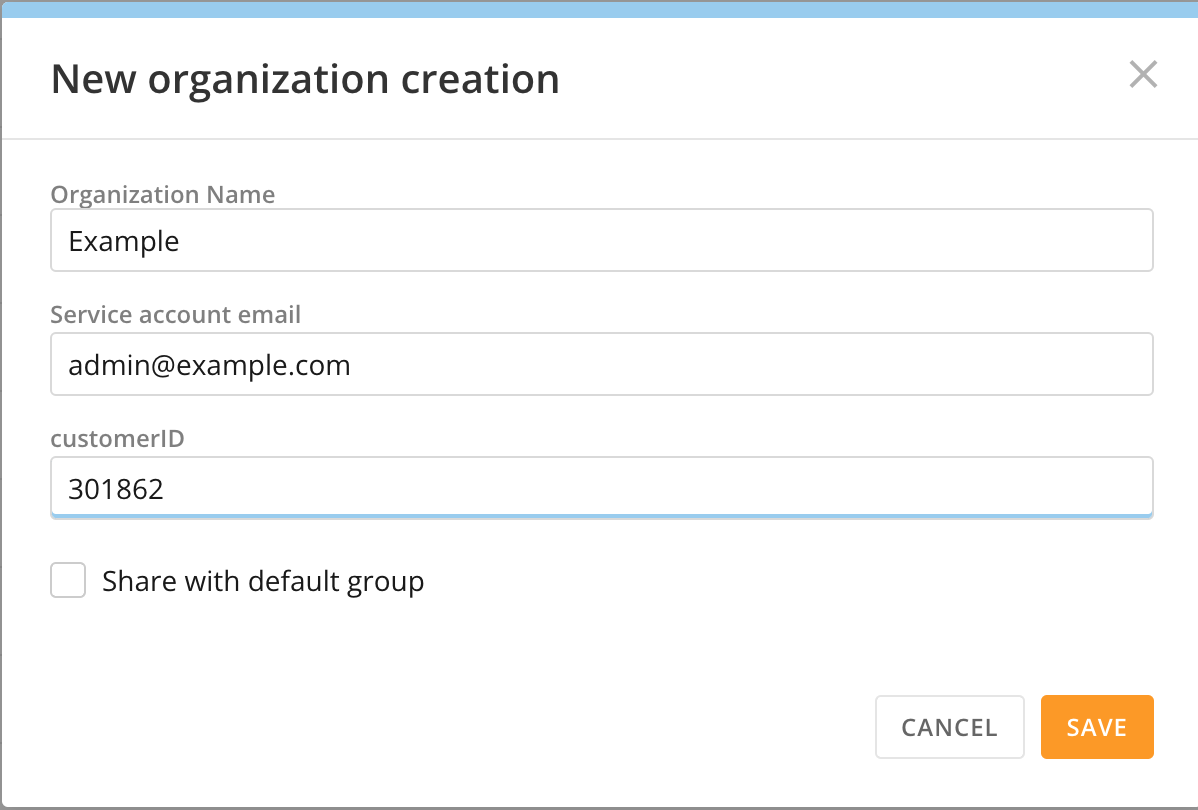 New organization creation
Organization Name
Example
Service account email
admin@example.com
customerID
301862
Share with default group
CANCEL
SAVE